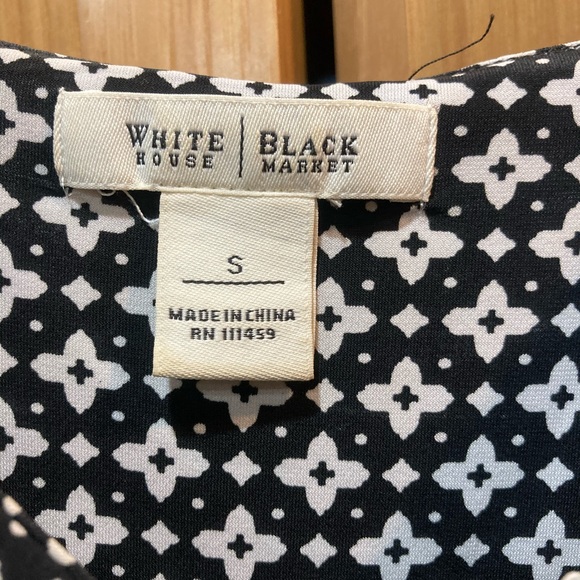 WHITE | BLACK
HOUSE | MARKET
S
MADE IN CHINA
RN 111459